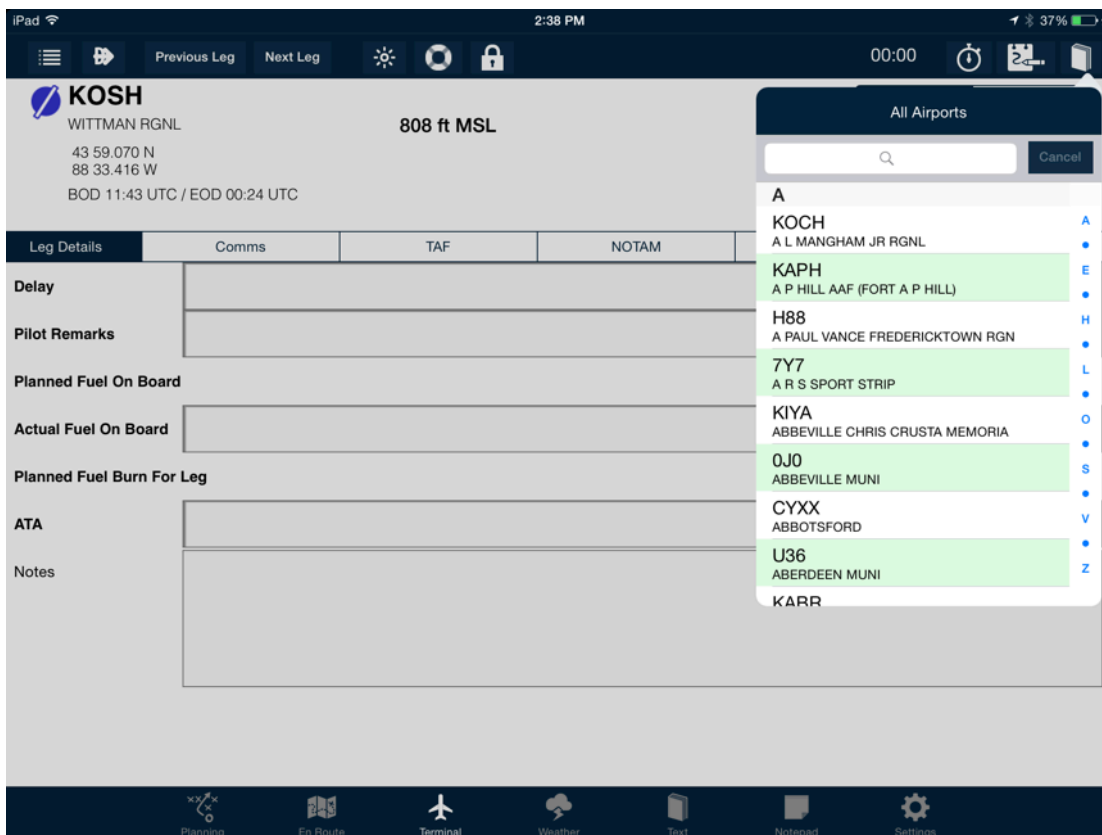 iPad 2:38 PM 37%
Previous Leg Next Leg 00:00
KOSH
WITTMAN RGNL
808 ft MSL
43 59.070 N
88 33.416 W
BOD 11:43 UTC / EOD 00:24 UTC
Leg Details Comms TAF NOTAM
Delay
Pilot Remarks
Planned Fuel On Board
Actual Fuel On Board
Planned Fuel Burn For Leg
ATA
Notes
All Airports
Cancel
A
KOCH
A L MANGHAM JR RGNL
KAPH
A P HILL AAF (FORT A P HILL)
H88
A PAUL VANCE FREDERICKTOWN RGN
7Y7
A R S SPORT STRIP
KIYA
ABBEVILLE CHRIS CRUSTA MEMORIA
0J0
ABBEVILLE MUNI
CYXX
ABBOTSFORD
U36
ABERDEEN MUNI
KABR
A
E
H
L
O
S
V
Z
Planning En Route Terminal Weather Text Notepad Settings